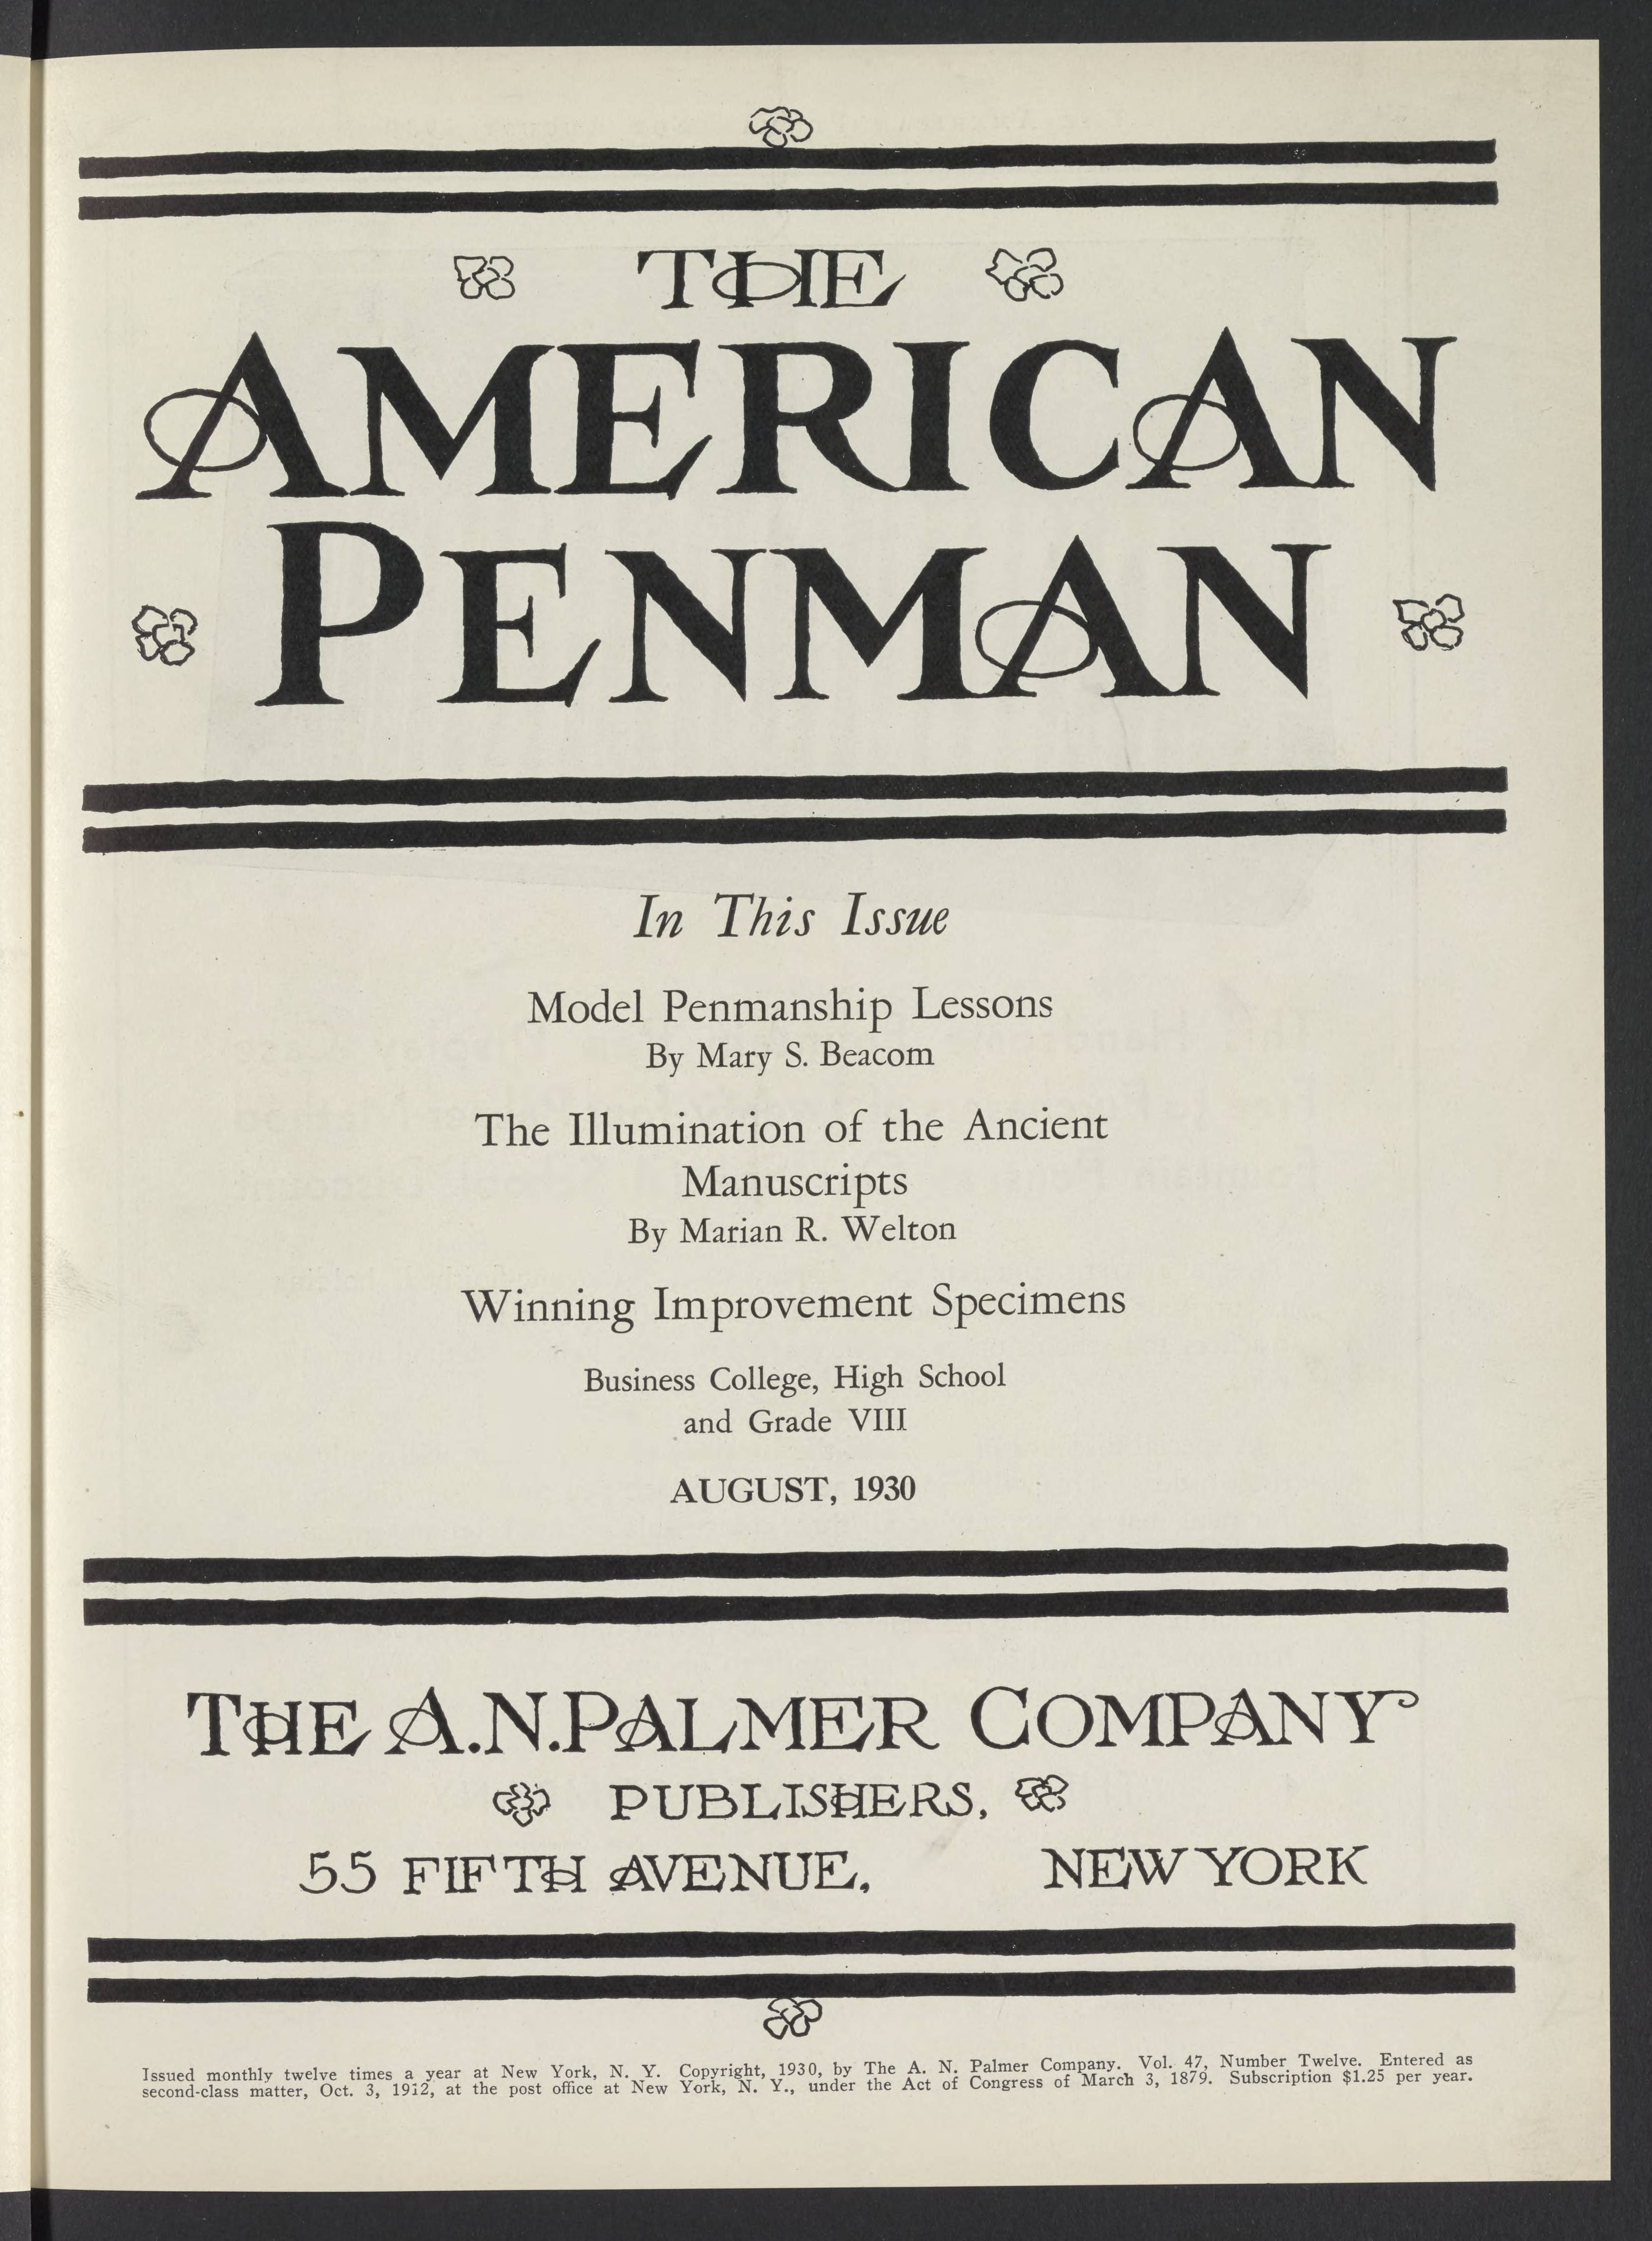 THE
AMERICAN
PENMAN
In This Issue
Model Penmanship Lessons
By Mary S. Beacom
The Illumination of the Ancient
Manuscripts
By Marian R. Welton
Winning Improvement Specimens
Business College, High School
and Grade VIII
AUGUST, 1930
THE A.N.PALMER COMPANY
PUBLISHERS,
55 FIFTH AVENUE, NEW YORK
Issued monthly twelve times a year at New York, N. Y. Copyright, 1930, by The A. N. Palmer Company. Vol. 47, Number Twelve. Entered as
second-class matter, Oct. 3, 1912, at the post office at New York, N. Y., under the Act of Congress of March 3, 1879. Subscription $1.25 per year.